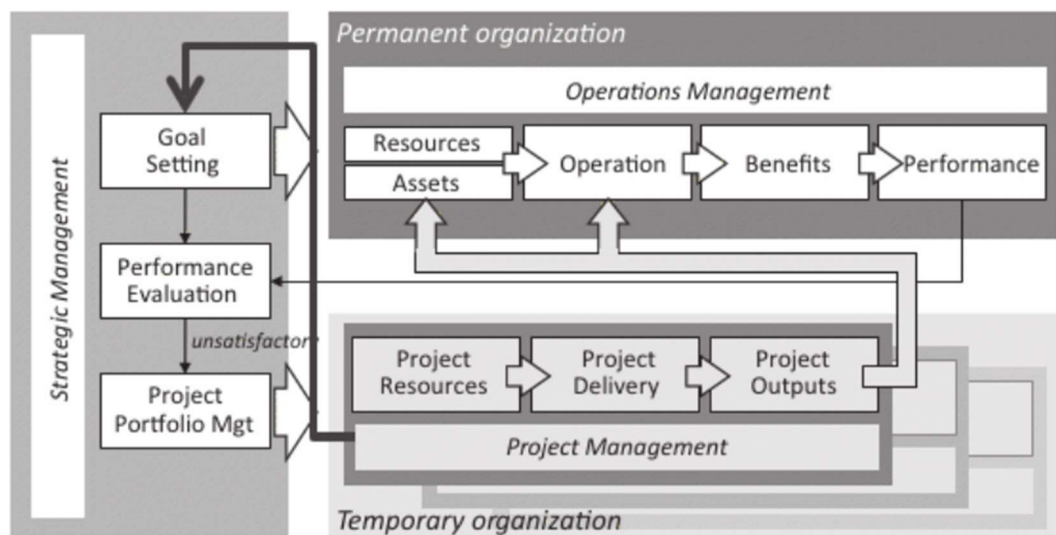 Strategic Management
Goal
Setting
Performance
Evaluation
unsatisfactory
Project
Portfolio Mgt
Permanent organization
Operations Management
Resources
Assets
Operation
Benefits
Performance
Project
Resources
Project
Delivery
Project
Outputs
Project Management
Temporary organization